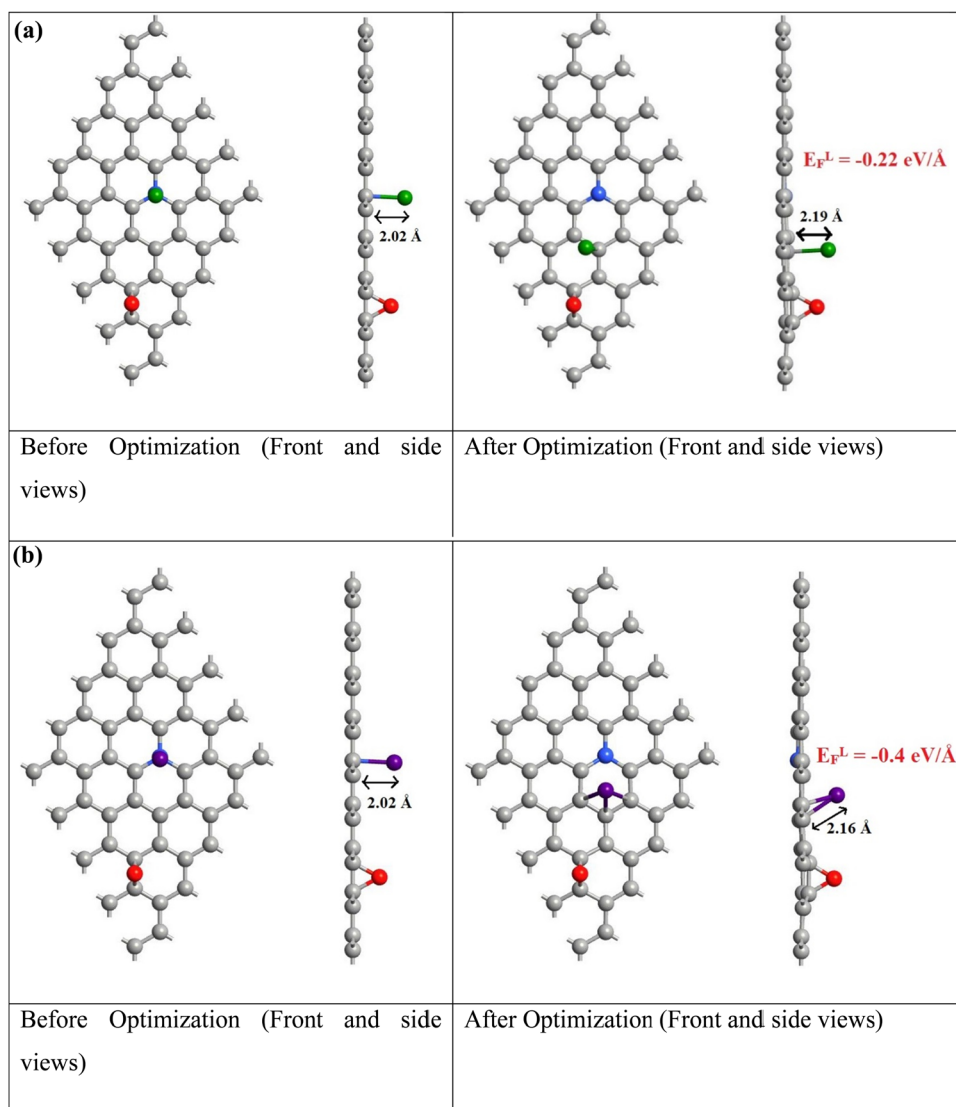 (a)
E_F^L = -0.22 eV/Å
2.02 Å
2.19 Å
Before Optimization (Front and side
views)
After Optimization (Front and side views)
(b)
E_F^L = -0.4 eV/Å
2.02 Å
2.16 Å
Before Optimization (Front and side
views)
After Optimization (Front and side views)